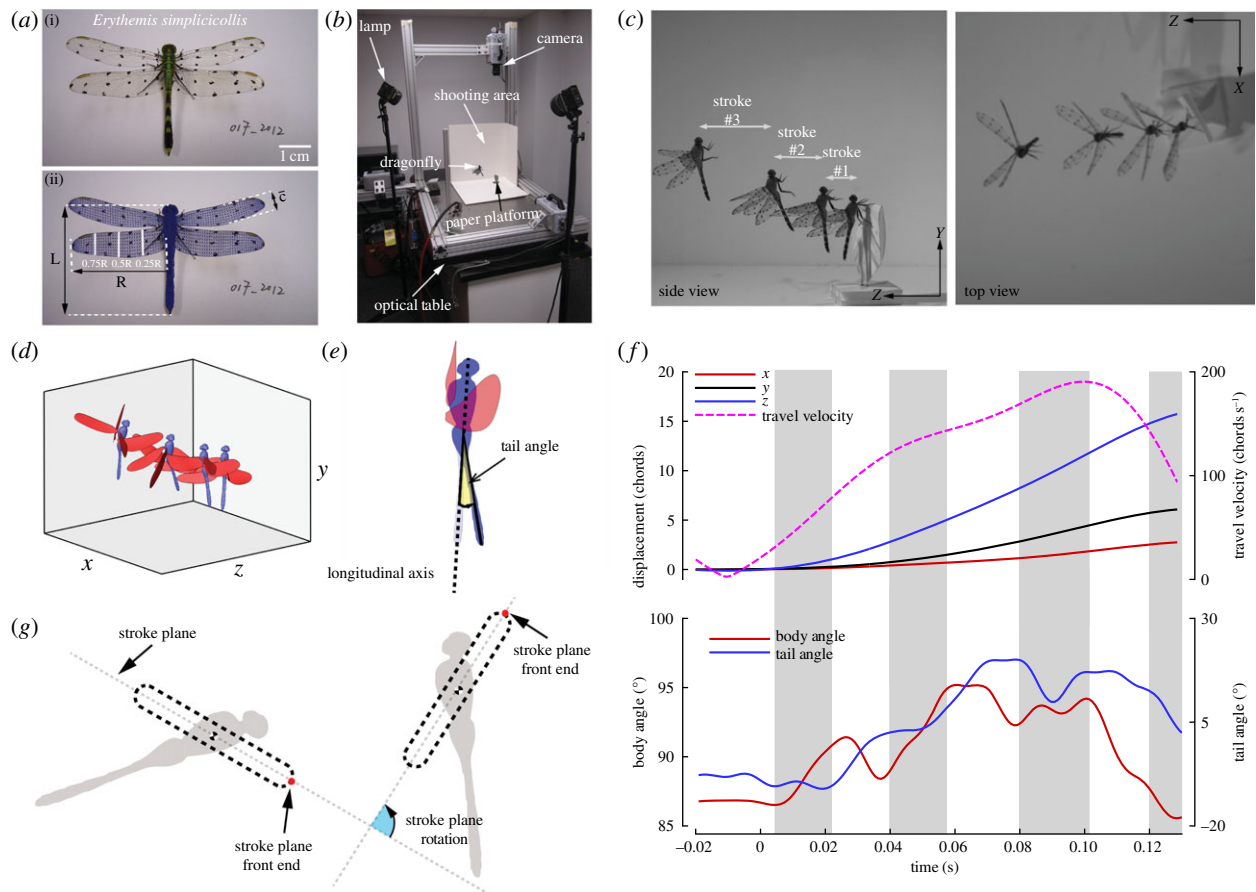 (a)
(i)
Erythemis simplicicollis
017_2012
1 cm
(ii)
c̄
L
0.75R 0.5R 0.25R
R
017_2012
(b)
lamp
camera
shooting area
dragonfly
paper platform
optical table
(c)
stroke
#3
stroke
#2
stroke
#1
Y
Z
side view
Z
X
top view
(d)
y
x
z
(e)
tail angle
longitudinal axis
(f)
x
y
z
travel velocity
displacement (chords)
20
15
10
5
0
travel velocity (chords s⁻¹)
200
100
0
body angle
tail angle
body angle (°)
100
95
90
85
tail angle (°)
30
5
–20
–0.02 0 0.02 0.04 0.06 0.08 0.10 0.12
time (s)
(g)
stroke plane
stroke plane
front end
stroke plane
front end
stroke plane
rotation